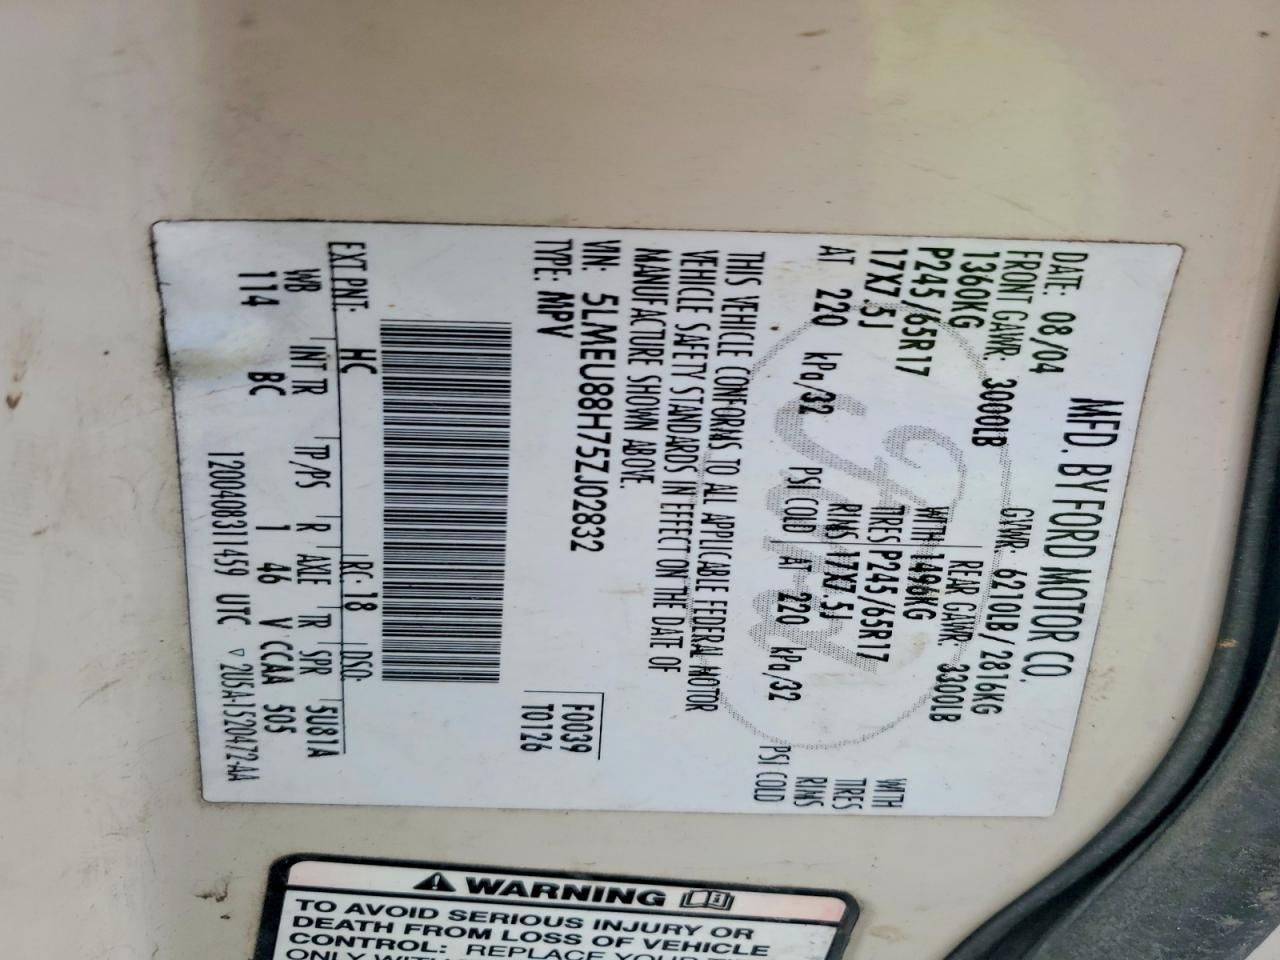 MFD. BY FORD MOTOR CO.
DATE: 08/04 GVWR: 6210LB/2816KG
FRONT GAWR: 3000LB REAR GAWR: 3300LB
1360KG WITH 1496KG WITH
P245/65R17 TIRES P245/65R17 TIRES
17X7.5J RIMS 17X7.5J RIMS
AT 220 kPa/32 PSI COLD AT 220 kPa/32 PSI COLD
THIS VEHICLE CONFORMS TO ALL APPLICABLE FEDERAL MOTOR
VEHICLE SAFETY STANDARDS IN EFFECT ON THE DATE OF
MANUFACTURE SHOWN ABOVE.
VIN: 5LMEU88H75ZJ02832
TYPE: MPV
F0039
T0126
EXT PNT: HC RC: 18 DSO:
WB INT TR TP/PS R AXLE TR SPR 5U81A
114 BC 1 46 V CCAA 505
1200408311459 UTC ▽ 2U5A-1520472-AA
⚠ WARNING
TO AVOID SERIOUS INJURY OR
DEATH FROM LOSS OF VEHICLE
CONTROL: REPLACE YOUR
ONLY WITH